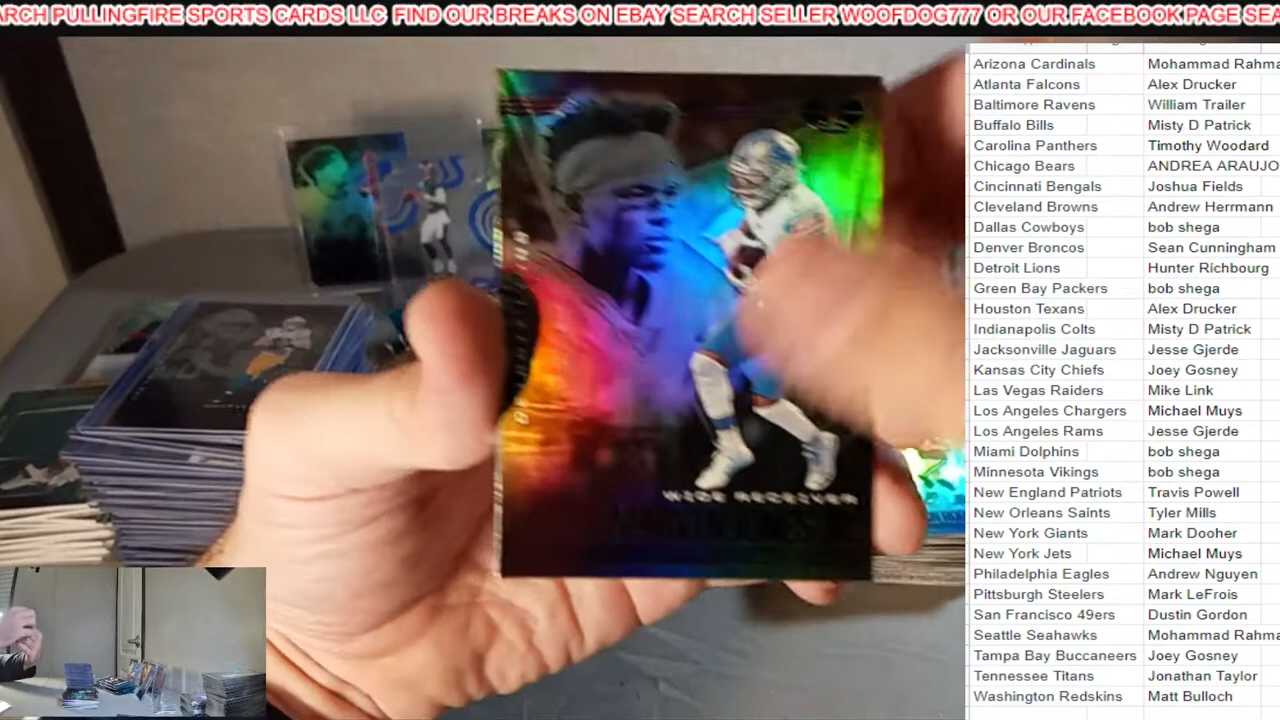 ARCH PULLINGFIRE SPORTS CARDS LLC FIND OUR BREAKS ON EBAY SEARCH SELLER WOOFDOG777 OR OUR FACEBOOK PAGE SEA
Arizona Cardinals Mohammad Rahma
Atlanta Falcons Alex Drucker
Baltimore Ravens William Trailer
Buffalo Bills Misty D Patrick
Carolina Panthers Timothy Woodard
Chicago Bears ANDREA ARAUJO
Cincinnati Bengals Joshua Fields
Cleveland Browns Andrew Herrmann
Dallas Cowboys bob shega
Denver Broncos Sean Cunningham
Detroit Lions Hunter Richbourg
Green Bay Packers bob shega
Houston Texans Alex Drucker
Indianapolis Colts Misty D Patrick
Jacksonville Jaguars Jesse Gjerde
Kansas City Chiefs Joey Gosney
Las Vegas Raiders Mike Link
Los Angeles Chargers Michael Muys
Los Angeles Rams Jesse Gjerde
Miami Dolphins bob shega
Minnesota Vikings bob shega
New England Patriots Travis Powell
New Orleans Saints Tyler Mills
New York Giants Mark Dooher
New York Jets Michael Muys
Philadelphia Eagles Andrew Nguyen
Pittsburgh Steelers Mark LeFrois
San Francisco 49ers Dustin Gordon
Seattle Seahawks Mohammad Rahma
Tampa Bay Buccaneers Joey Gosney
Tennessee Titans Jonathan Taylor
Washington Redskins Matt Bulloch
WIDE RECEIVER